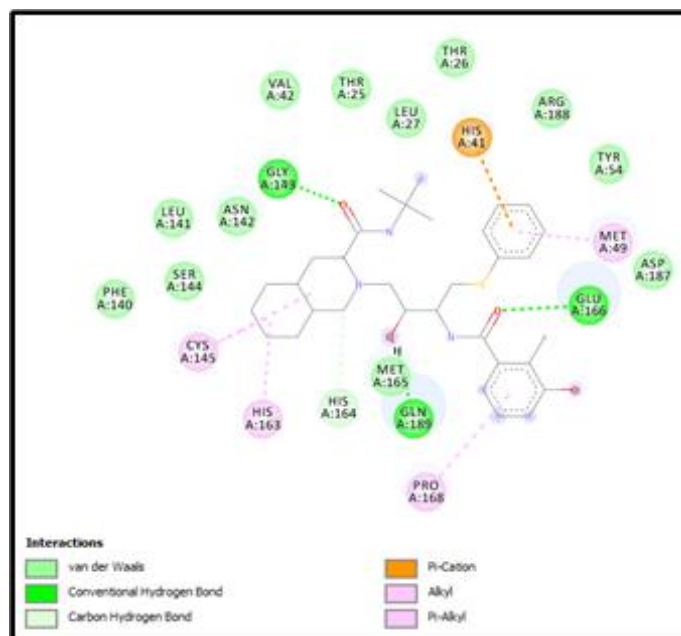 THR
A:26
VAL
A:42
THR
A:25
LEU
A:27
ARG
A:188
HIS
A:41
TYR
A:54
GLY
A:143
ASN
A:142
LEU
A:141
MET
A:49
ASP
A:187
SER
A:144
PHE
A:140
GLU
A:166
O
N
S
N
O
CYS
A:145
H
N
MET
A:165
HIS
A:164
HIS
A:163
GLN
A:189
PRO
A:168
Interactions
van der Waals
Conventional Hydrogen Bond
Carbon Hydrogen Bond
Pi-Cation
Alkyl
Pi-Alkyl